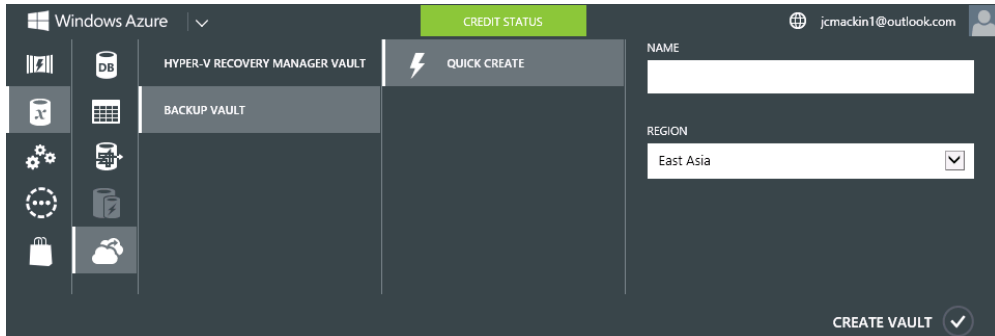 Windows Azure
CREDIT STATUS
jcmackin1@outlook.com
DB
x
HYPER-V RECOVERY MANAGER VAULT
BACKUP VAULT
QUICK CREATE
NAME
REGION
East Asia
CREATE VAULT